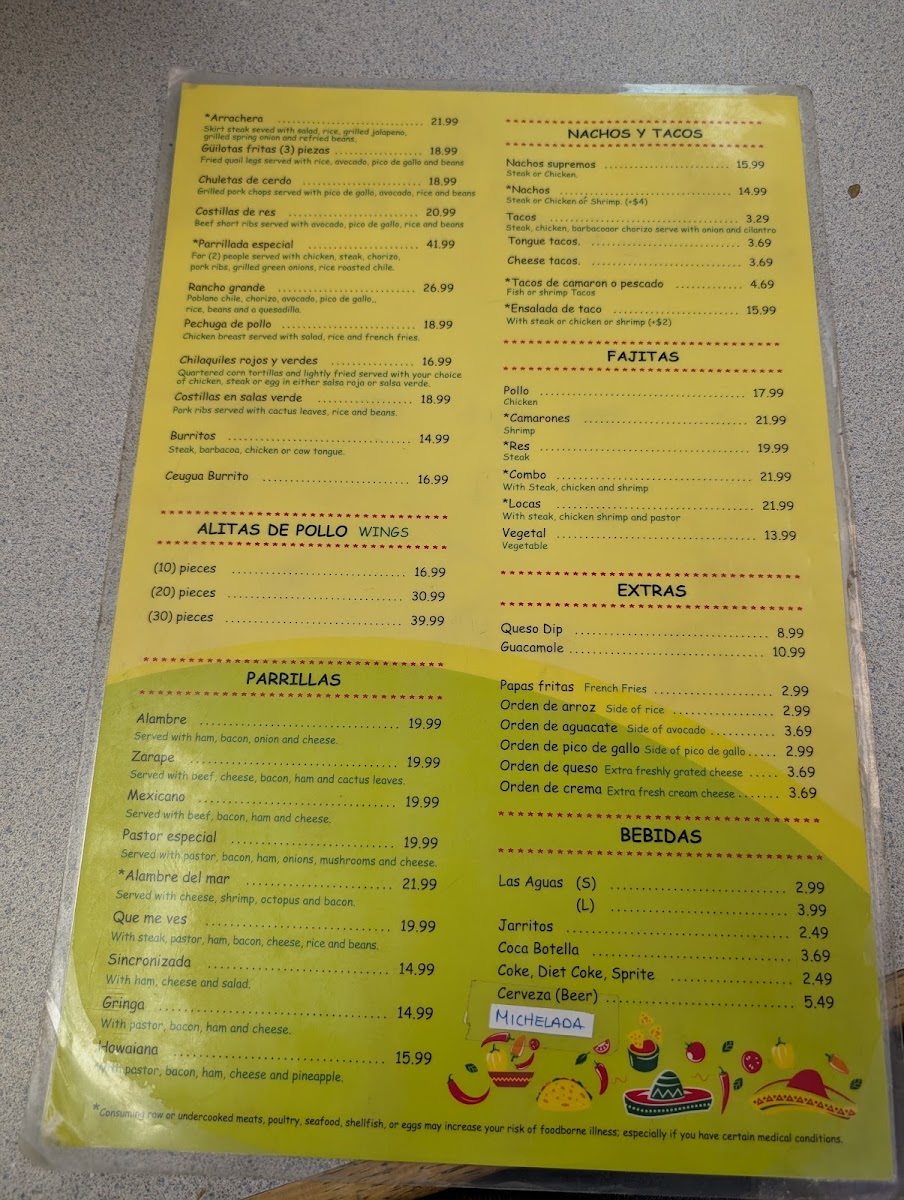 *Arrachera ........ 21.99
Skirt steak seved with salad, rice, grilled jalapeno,
grilled spring onion and refried beans,
Güilotas fritas (3) piezas ........ 18.99
Fried quail legs served with rice, avocado, pico de gallo and beans
Chuletas de cerdo ........ 18.99
Grilled pork chops served with pico de gallo, avocado, rice and beans
Costillas de res ........ 20.99
Beef short ribs served with avocado, pico de gallo, rice and beans
*Parrillada especial ........ 41.99
For (2) people served with chicken, steak, chorizo,
pork ribs, grilled green onions, rice roasted chile.
Rancho grande ........ 26.99
Poblano chile, chorizo, avocado, pico de gallo,,
rice, beans and a quesadilla.
Pechuga de pollo ........ 18.99
Chicken breast served with salad, rice and french fries.
Chilaquiles rojos y verdes ........ 16.99
Quartered corn tortillas and lightly fried served with your choice
of chicken, steak or egg in either salsa roja or salsa verde.
Costillas en salas verde ........ 18.99
Pork ribs served with cactus leaves, rice and beans.
Burritos ........ 14.99
Steak, barbacoa, chicken or cow tongue.
Ceugua Burrito ........ 16.99
ALITAS DE POLLO WINGS
(10) pieces ........ 16.99
(20) pieces ........ 30.99
(30) pieces ........ 39.99
PARRILLAS
Alambre ........ 19.99
Served with ham, bacon, onion and cheese.
Zarape ........ 19.99
Served with beef, cheese, bacon, ham and cactus leaves.
Mexicano ........ 19.99
Served with beef, bacon, ham and cheese.
Pastor especial ........ 19.99
Served with pastor, bacon, ham, onions, mushrooms and cheese.
*Alambre del mar ........ 21.99
Served with cheese, shrimp, octopus and bacon.
Que me ves ........ 19.99
With steak, pastor, ham, bacon, cheese, rice and beans.
Sincronizada ........ 14.99
With ham, cheese and salad.
Gringa ........ 14.99
With pastor, bacon, ham and cheese.
Howaiana ........ 15.99
With pastor, bacon, ham, cheese and pineapple.
NACHOS Y TACOS
Nachos supremos ........ 15.99
Steak or Chicken.
*Nachos ........ 14.99
Steak or Chicken or Shrimp. (+$4)
Tacos ........ 3.29
Steak, chicken, barbacoaor chorizo serve with onion and cilantro
Tongue tacos. ........ 3.69
Cheese tacos. ........ 3.69
*Tacos de camaron o pescado ........ 4.69
Fish or shrimp Tacos
*Ensalada de taco ........ 15.99
With steak or chicken or shrimp (+$2)
FAJITAS
Pollo ........ 17.99
Chicken
*Camarones ........ 21.99
Shrimp
*Res ........ 19.99
Steak
*Combo ........ 21.99
With Steak, chicken and shrimp
*Locas ........ 21.99
With steak, chicken shrimp and pastor
Vegetal ........ 13.99
Vegetable
EXTRAS
Queso Dip ........ 8.99
Guacamole ........ 10.99
Papas fritas French Fries ........ 2.99
Orden de arroz Side of rice ........ 2.99
Orden de aguacate Side of avocado ........ 3.69
Orden de pico de gallo Side of pico de gallo ..... 2.99
Orden de queso Extra freshly grated cheese ..... 3.69
Orden de crema Extra fresh cream cheese ....... 3.69
BEBIDAS
Las Aguas (S) ........ 2.99
(L) ........ 3.99
Jarritos ........ 2.49
Coca Botella ........ 3.69
Coke, Diet Coke, Sprite ........ 2.49
Cerveza (Beer) ........ 5.49
MICHELADA
*Consuming raw or undercooked meats, poultry, seafood, shellfish, or eggs may increase your risk of foodborne illness; especially if you have certain medical conditions.